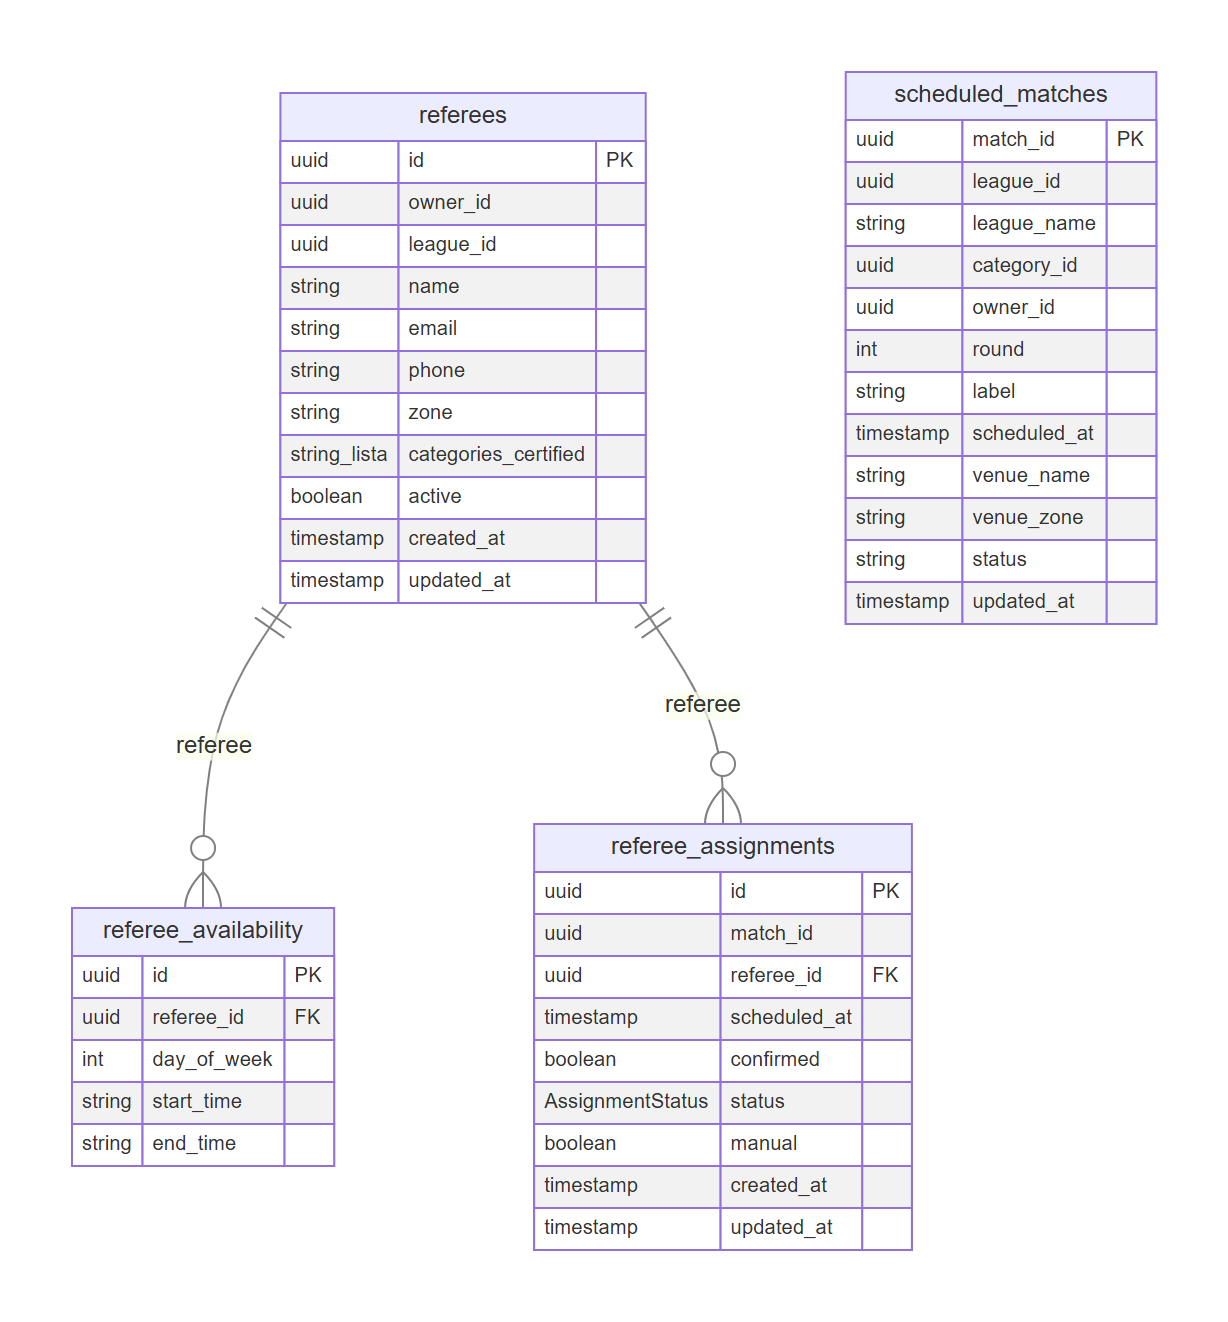 referees
uuid id PK
uuid owner_id
uuid league_id
string name
string email
string phone
string zone
string_lista categories_certified
boolean active
timestamp created_at
timestamp updated_at
scheduled_matches
uuid match_id PK
uuid league_id
string league_name
uuid category_id
uuid owner_id
int round
string label
timestamp scheduled_at
string venue_name
string venue_zone
string status
timestamp updated_at
referee
referee
referee_availability
uuid id PK
uuid referee_id FK
int day_of_week
string start_time
string end_time
referee_assignments
uuid id PK
uuid match_id
uuid referee_id FK
timestamp scheduled_at
boolean confirmed
AssignmentStatus status
boolean manual
timestamp created_at
timestamp updated_at